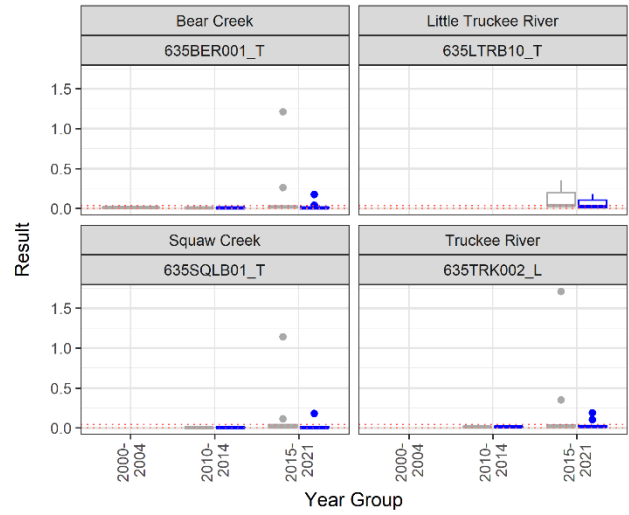 Bear Creek
Little Truckee River
635BER001_T
635LTRB10_T
1.5
1.0
0.5
0.0
Squaw Creek
Truckee River
635SQLB01_T
635TRK002_L
1.5
1.0
0.5
0.0
Result
2000-
2004
2010-
2014
2015-
2021
2000-
2004
2010-
2014
2015-
2021
Year Group